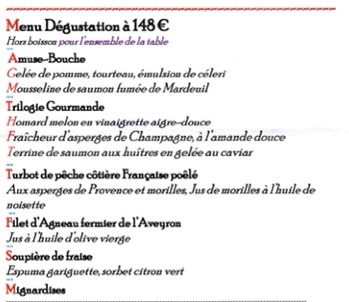 Menu Dégustation à 148 €
Hors boisson pour l'ensemble de la table
Amuse-Bouche
Gelée de pomme, tourteau, émulsion de céleri
Mousseline de saumon fumée de Mardeuil
Trilogie Gourmande
Homard melon en vinaigrette aigre-douce
Fraîcheur d'asperges de Champagne, à l'amande douce
Terrine de saumon aux huîtres en gelée au caviar
Turbot de pêche côtière Française poêlé
Aux asperges de Provence et morilles, Jus de morilles à l'huile de
noisette
Filet d'Agneau fermier de l'Aveyron
Jus à l'huile d'olive vierge
Soupière de fraise
Espuma gariguette, sorbet citron vert
Mignardises